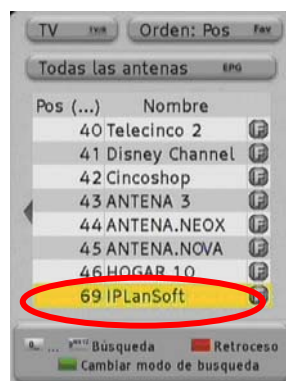 TV TV/R Orden: Pos Fav
Todas las antenas EPG
Pos (...) Nombre
40 Telecinco 2
41 Disney Channel
42 Cincoshop
43 ANTENA 3
44 ANTENA.NEOX
45 ANTENA.NOVA
46 HOGAR 10
69 IPLanSoft
... Búsqueda Retroceso
Cambiar modo de busqueda